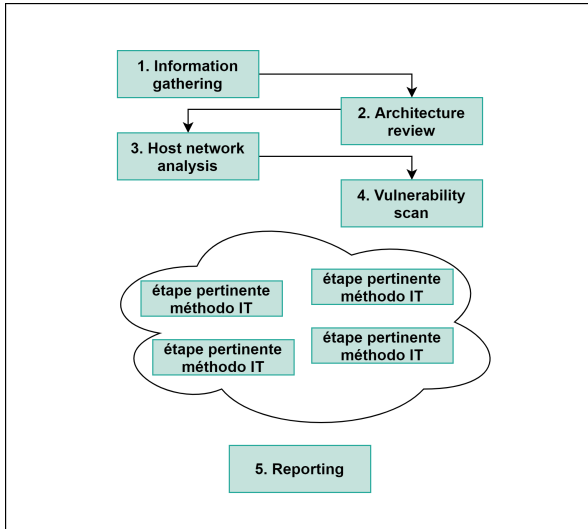 1. Information
gathering
2. Architecture
review
3. Host network
analysis
4. Vulnerability
scan
étape pertinente
méthodo IT
étape pertinente
méthodo IT
étape pertinente
méthodo IT
étape pertinente
méthodo IT
5. Reporting